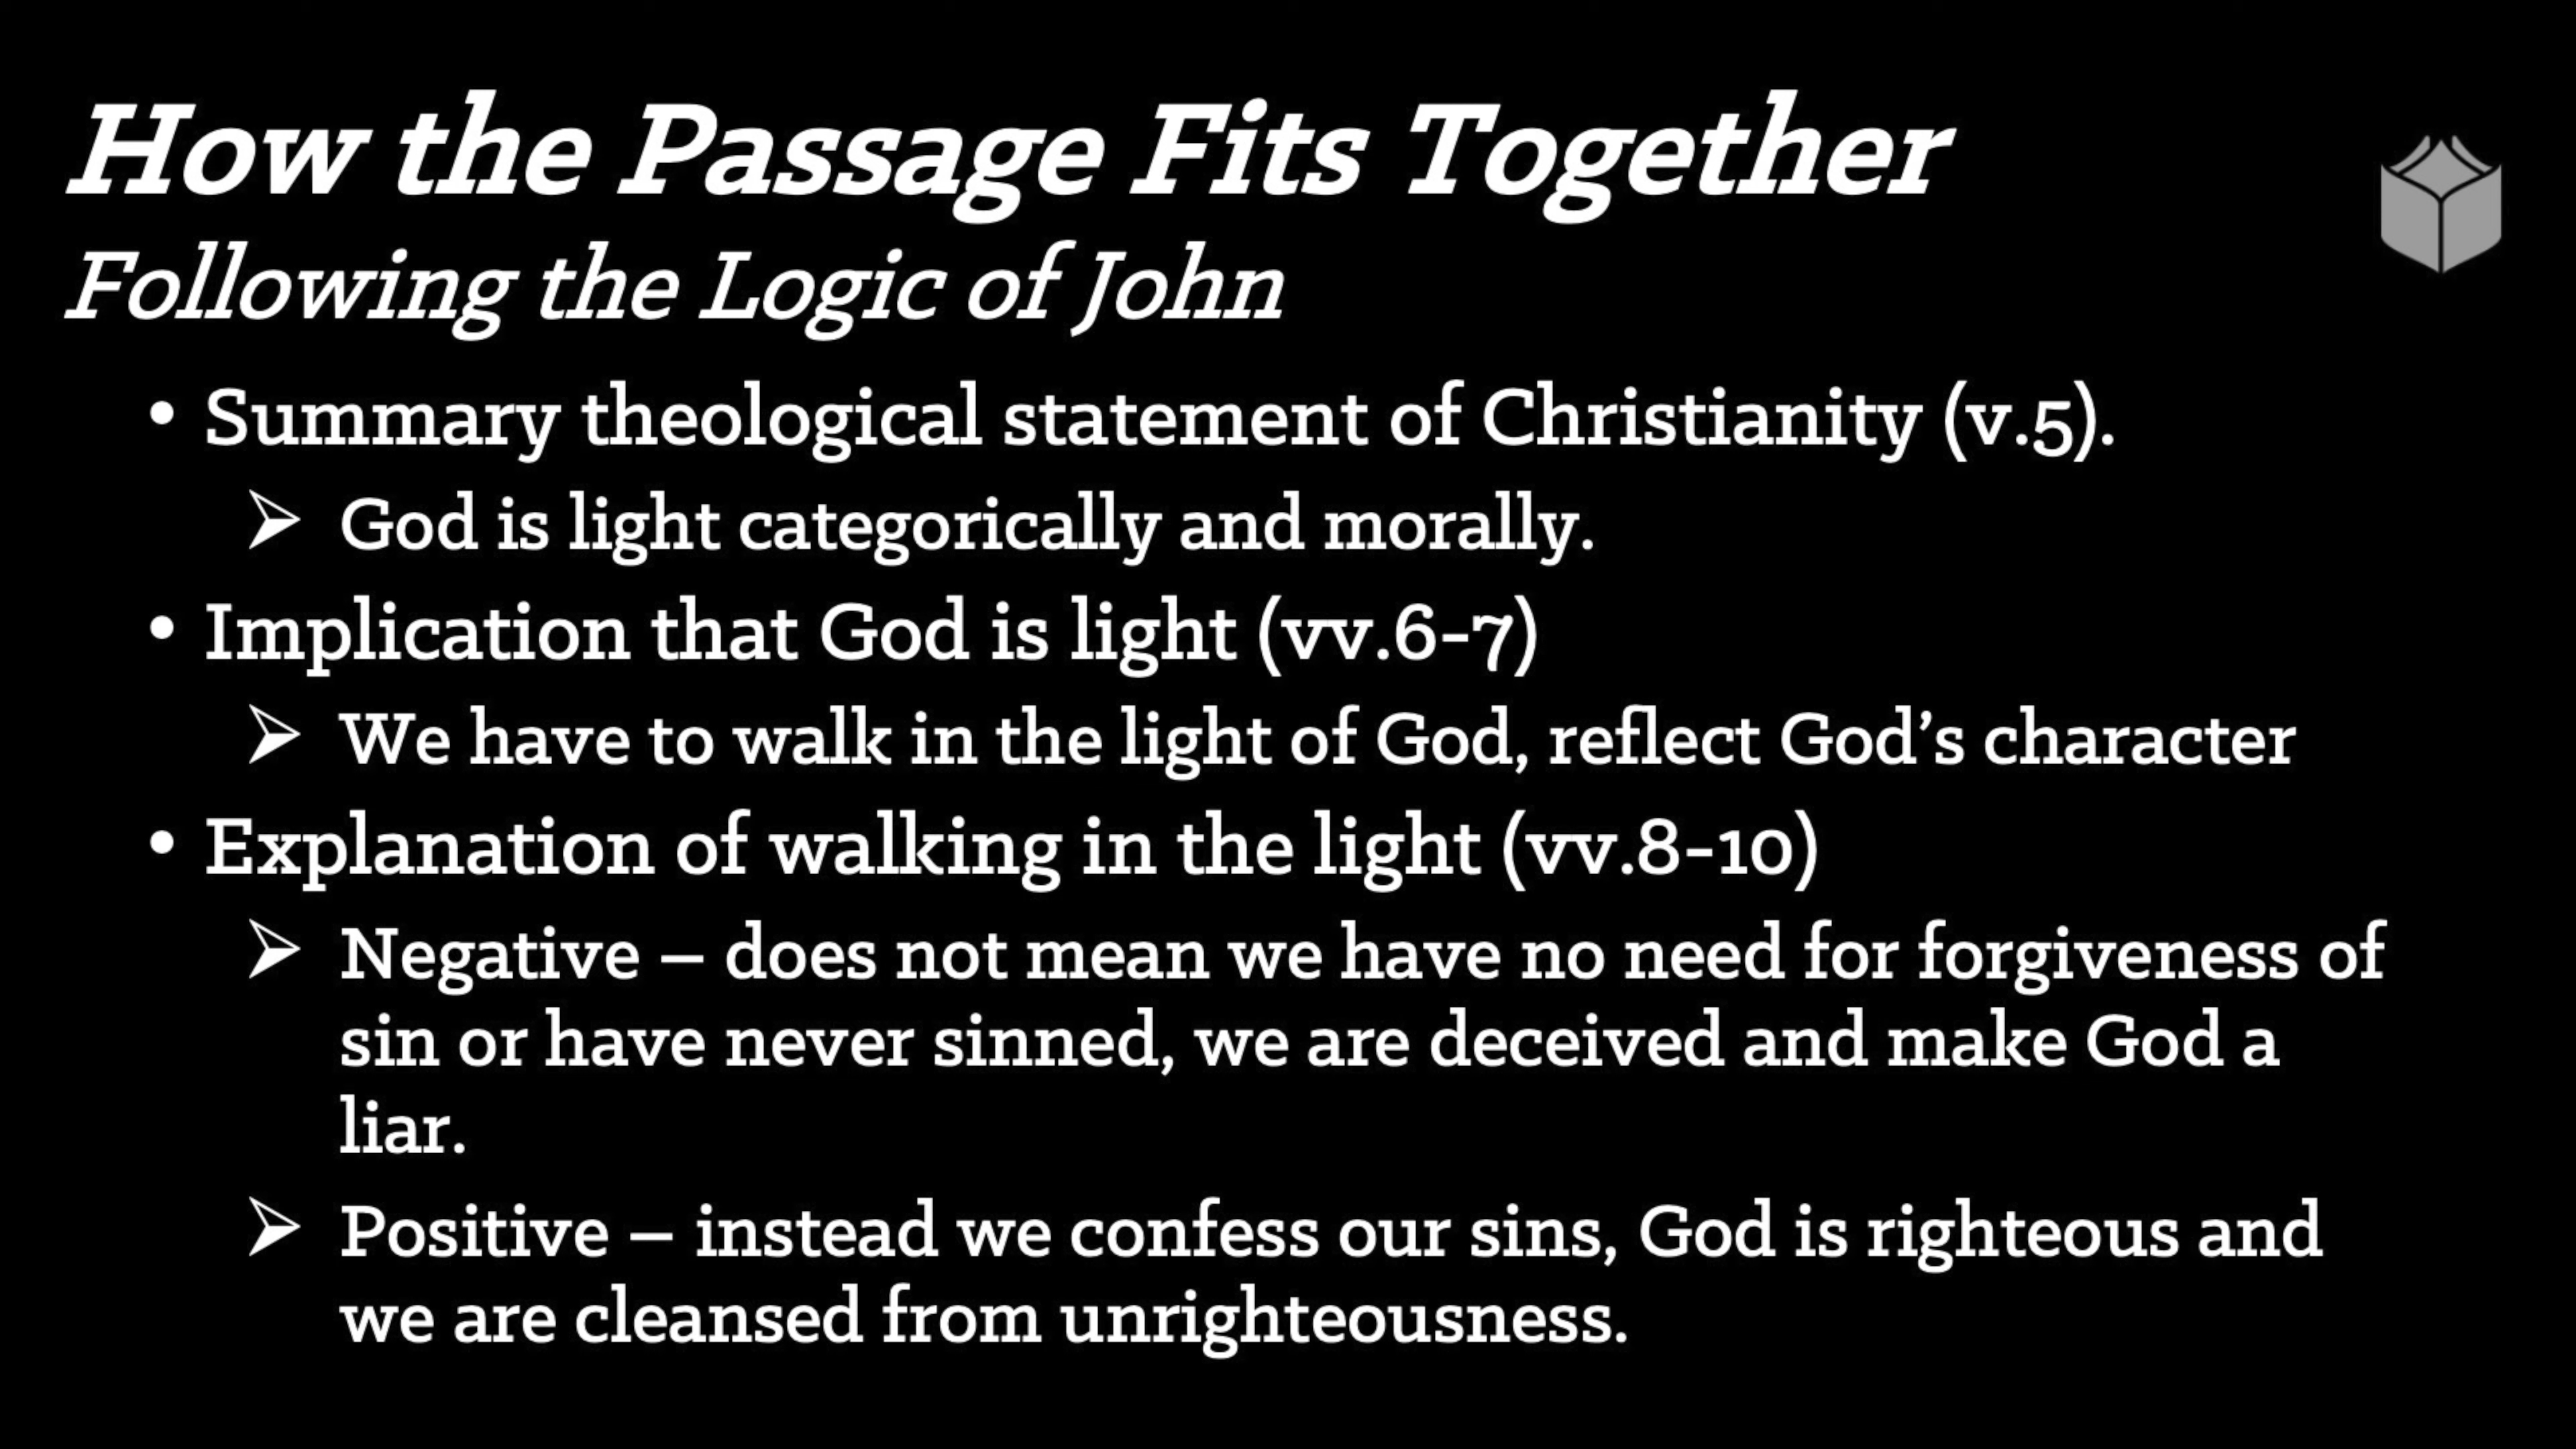 How the Passage Fits Together
Following the Logic of John
• Summary theological statement of Christianity (v.5).
➢ God is light categorically and morally.
• Implication that God is light (vv.6-7)
➢ We have to walk in the light of God, reflect God’s character
• Explanation of walking in the light (vv.8-10)
➢ Negative – does not mean we have no need for forgiveness of
sin or have never sinned, we are deceived and make God a
liar.
➢ Positive – instead we confess our sins, God is righteous and
we are cleansed from unrighteousness.